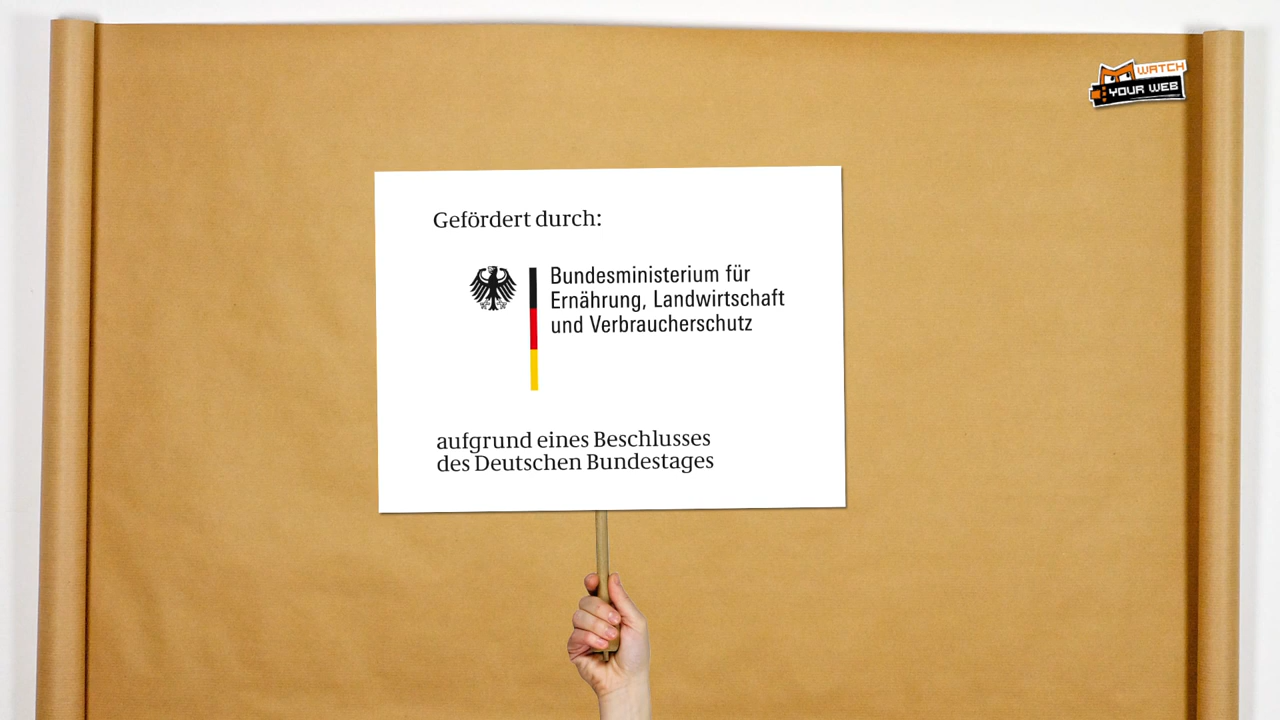 WATCH
YOUR WEB
Gefördert durch:
Bundesministerium für
Ernährung, Landwirtschaft
und Verbraucherschutz
aufgrund eines Beschlusses
des Deutschen Bundestages